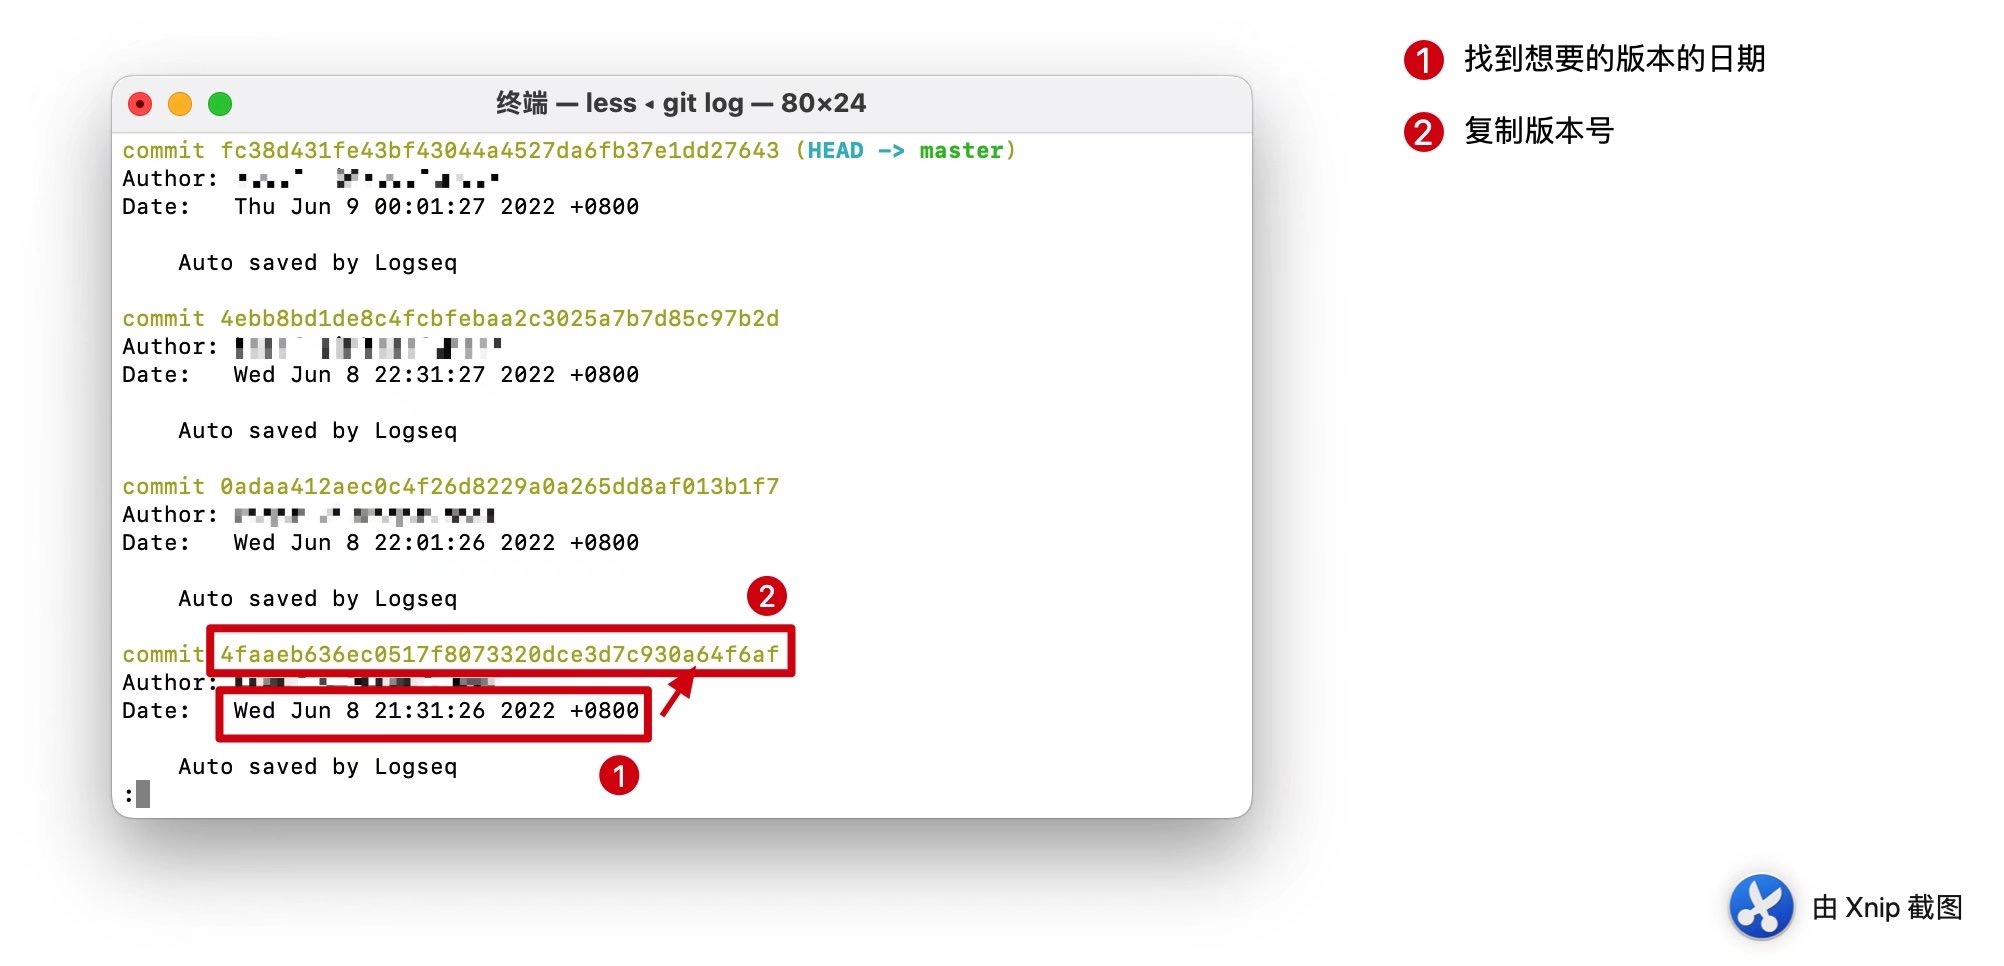 终端 — less ◂ git log — 80×24
commit fc38d431fe43bf43044a4527da6fb37e1dd27643 (HEAD -> master)
Author:
Date:   Thu Jun 9 00:01:27 2022 +0800
Auto saved by Logseq
commit 4ebb8bd1de8c4fcbfebaa2c3025a7b7d85c97b2d
Author:
Date:   Wed Jun 8 22:31:27 2022 +0800
Auto saved by Logseq
commit 0adaa412aec0c4f26d8229a0a265dd8af013b1f7
Author:
Date:   Wed Jun 8 22:01:26 2022 +0800
Auto saved by Logseq
2
commit 4faaeb636ec0517f8073320dce3d7c930a64f6af
Author:
Date:   Wed Jun 8 21:31:26 2022 +0800
Auto saved by Logseq
1
:
1 找到想要的版本的日期
2 复制版本号
由 Xnip 截图